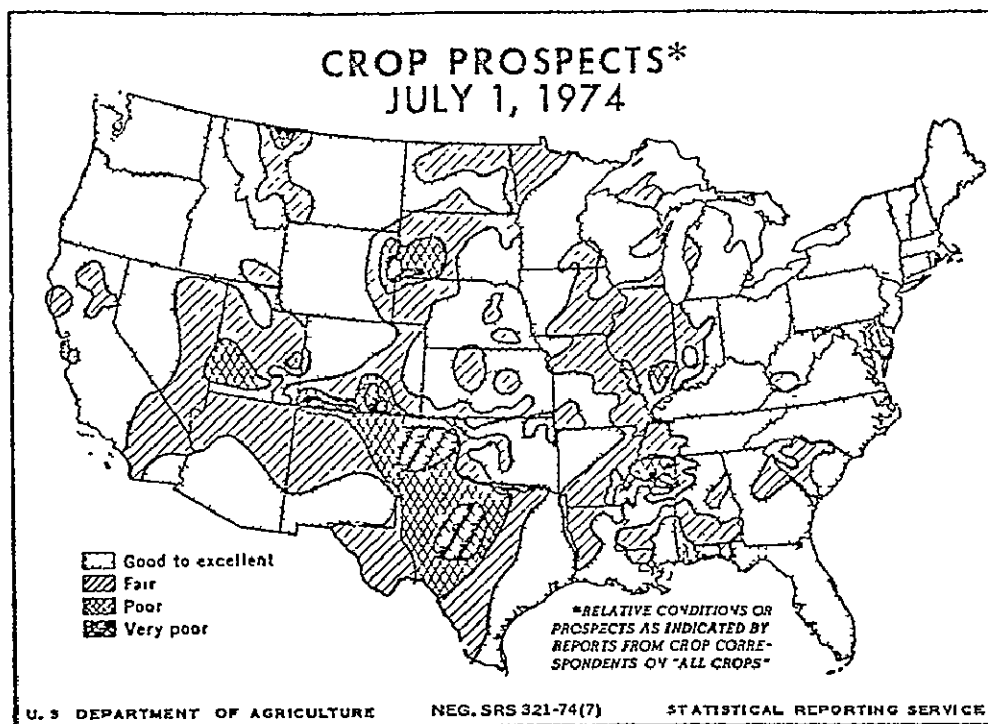 CROP PROSPECTS*
JULY 1, 1974
Good to excellent
Fair
Poor
Very poor
*RELATIVE CONDITIONS OR
PROSPECTS AS INDICATED BY
REPORTS FROM CROP CORRE-
SPONDENTS ON "ALL CROPS"
U. S DEPARTMENT OF AGRICULTURE NEG. SRS 321-74(7) STATISTICAL REPORTING SERVICE